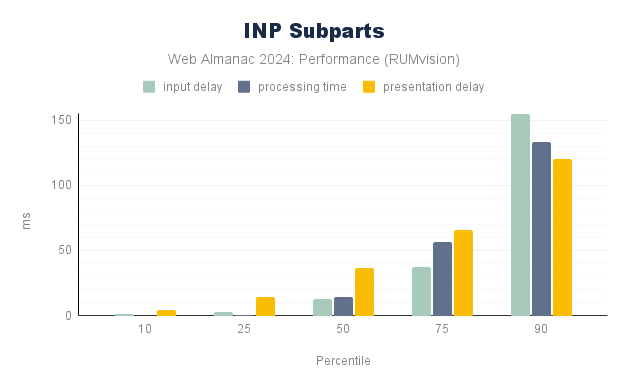 INP Subparts
Web Almanac 2024: Performance (RUMvision)
input delay processing time presentation delay
150
100
50
0
ms
10 25 50 75 90
Percentile